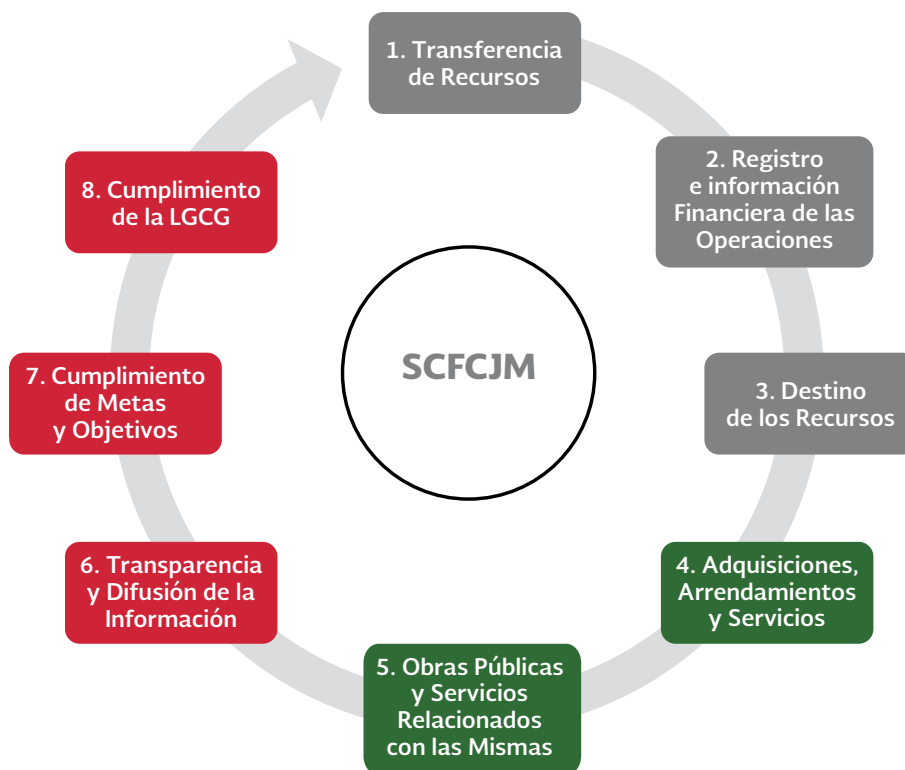 1. Transferencia
de Recursos
2. Registro
e información
Financiera de las
Operaciones
3. Destino
de los Recursos
4. Adquisiciones,
Arrendamientos
y Servicios
5. Obras Públicas
y Servicios
Relacionados
con las Mismas
6. Transparencia
y Difusión de la
Información
7. Cumplimiento
de Metas
y Objetivos
8. Cumplimiento
de la LGCG
SCFCJM